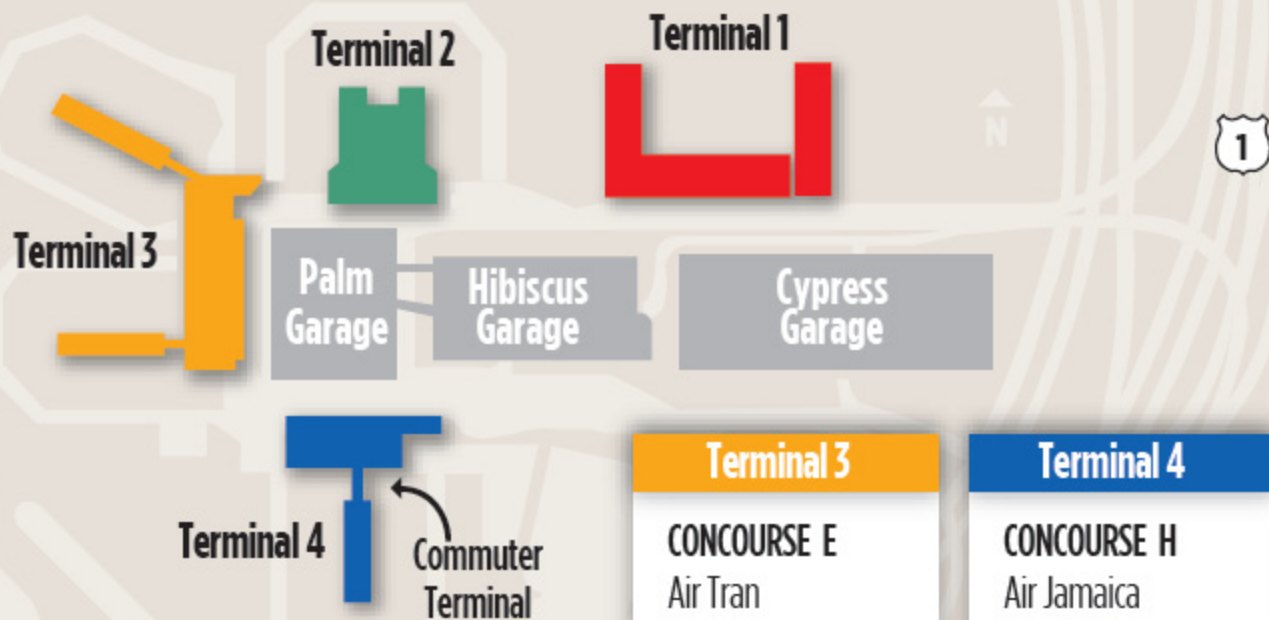 Terminal 2
Terminal 1
N
1
Terminal 3
Palm
Garage
Hibiscus
Garage
Cypress
Garage
Terminal 4
Commuter
Terminal
Terminal 3
CONCOURSE E
Air Tran
Terminal 4
CONCOURSE H
Air Jamaica